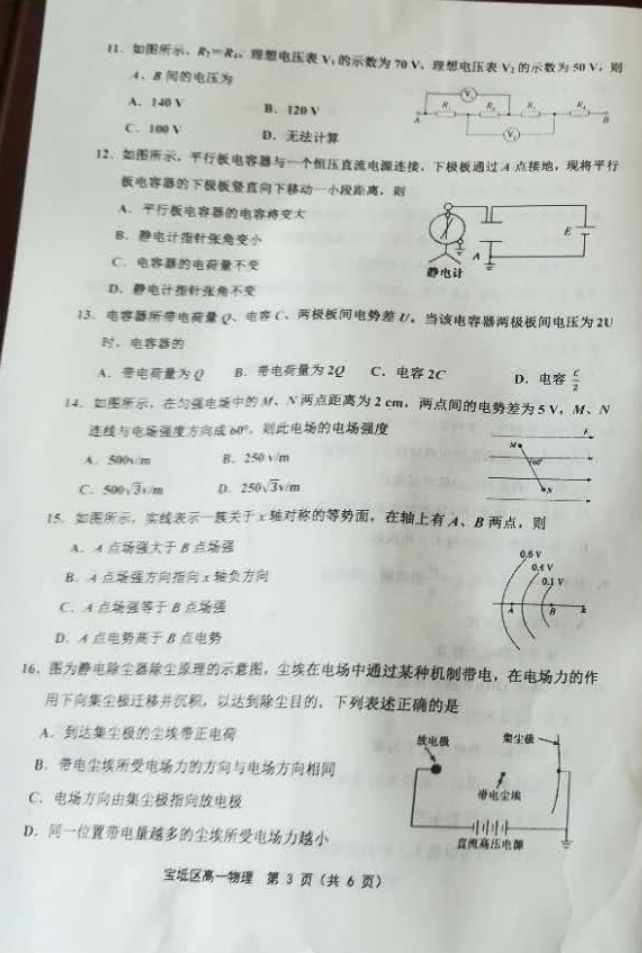 11. 如图所示，R₂=R₄，理想电压表 V₁的示数为 70 V，理想电压表 V₂的示数为 50 V，则
A、B 间的电压为
A. 140 V
B. 120 V
C. 100 V
D. 无法计算
V₁
R₁
R₂
R₃
R₄
A
B
V₂
12. 如图所示，平行板电容器与一个恒压直流电源连接，下极板通过 A 点接地，现将平行
板电容器的下极板竖直向下移动一小段距离，则
A. 平行板电容器的电容将变大
B. 静电计指针张角变小
C. 电容器的电荷量不变
D. 静电计指针张角不变
E
A
静电计
13. 电容器所带电荷量 Q、电容 C、两极板间电势差 U。当该电容器两极板间电压为 2U
时，电容器的
A. 带电荷量为 Q
B. 带电荷量为 2Q
C. 电容 2C
D. 电容 C/2
14. 如图所示，在匀强电场中的 M、N 两点距离为 2 cm，两点间的电势差为 5 V，M、N
连线与电场强度方向成 60°，则此电场的电场强度
A. 500v/m
B. 250 v/m
C. 500√3v/m
D. 250√3v/m
M
60°
N
15. 如图所示，实线表示一簇关于 x 轴对称的等势面，在轴上有 A、B 两点，则
A. A 点场强大于 B 点场强
B. A 点场强方向指向 x 轴负方向
C. A 点场强等于 B 点场强
D. A 点电势高于 B 点电势
0.4 V
0.1 V
A
B
x
16. 图为静电除尘器除尘原理的示意图，尘埃在电场中通过某种机制带电，在电场力的作
用下向集尘极迁移并沉积，以达到除尘目的，下列表述正确的是
A. 到达集尘极的尘埃带正电荷
B. 带电尘埃所受电场力的方向与电场方向相同
C. 电场方向由集尘极指向放电极
D. 同一位置带电量越多的尘埃所受电场力越小
放电极
集尘极
带电尘埃
直流高压电源
宝坻区高一物理 第 3 页（共 6 页）